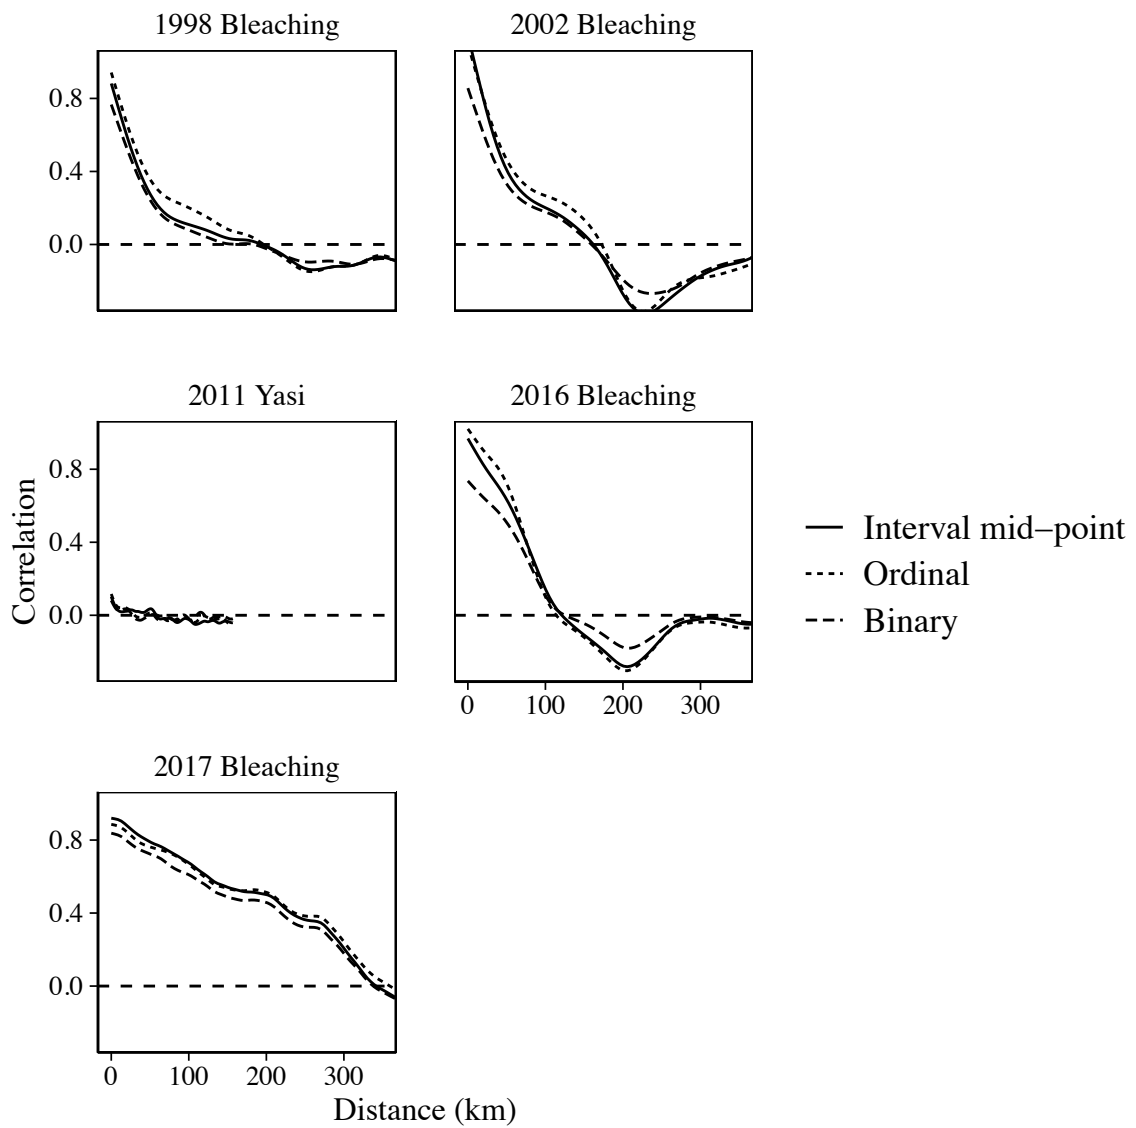 1998 Bleaching
2002 Bleaching
0.8
0.4
0.0
2011 Yasi
2016 Bleaching
0.8
0.4
0.0
0 100 200 300
Correlation
Interval mid−point
Ordinal
Binary
2017 Bleaching
0.8
0.4
0.0
0 100 200 300
Distance (km)